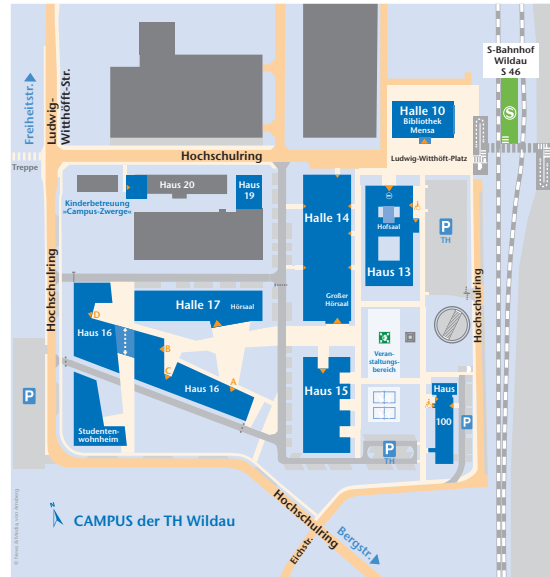 S-Bahnhof
Wildau
S 46
Freiheitstr.
Ludwig-
Witthöfft-Str.
Halle 10
Bibliothek
Mensa
Hochschulring
Ludwig-Witthöft-Platz
Treppe
Haus 20
Haus
19
Kinderbetreuung
»Campus-Zwerge«
Halle 14
Hofsaal
Haus 13
P
TH
Hochschulring
Hochschulring
Halle 17
Hörsaal
Großer
Hörsaal
D
Haus 16
B
C
Haus 16
A
Veran-
staltungs-
bereich
Haus 15
Haus
100
P
P
P
TH
Studenten-
wohnheim
N
CAMPUS der TH Wildau
Hochschulring
Bergstr.
Eichstr.